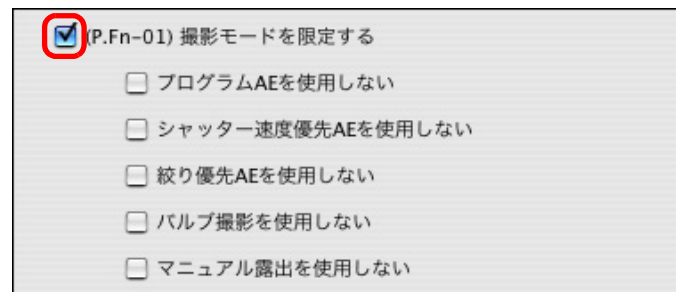 (P.Fn-01) 撮影モードを限定する
プログラムAEを使用しない
シャッター速度優先AEを使用しない
絞り優先AEを使用しない
バルブ撮影を使用しない
マニュアル露出を使用しない